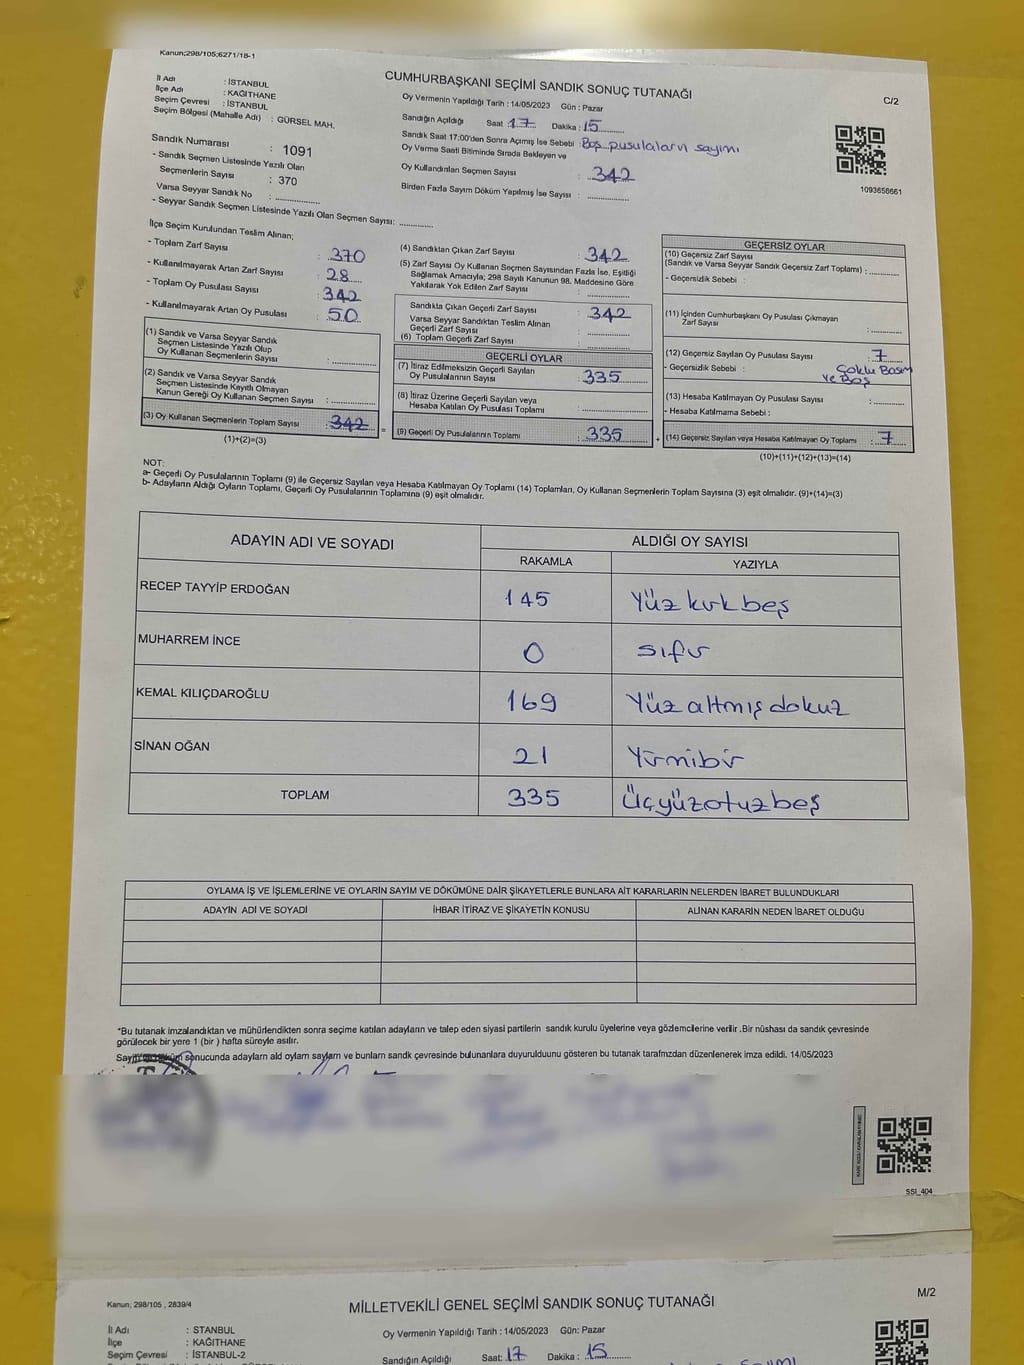 Kanun;298/105;6271/18-1
CUMHURBAŞKANI SEÇİMİ SANDIK SONUÇ TUTANAĞI
C/2
İl Adı : İSTANBUL
İlçe Adı : KAĞITHANE
Seçim Çevresi : İSTANBUL
Seçim Bölgesi (Mahalle Adı) : GÜRSEL MAH.
Oy Vermenin Yapıldığı Tarih : 14/05/2023 Gün : Pazar
Sandığın Açıldığı Saat 17 Dakika : 15
Sandık Saat 17:00'den Sonra Açımış İse Sebebi : Boş pusulaların sayımı
Oy Verme Saati Bitiminde Sırada Bekleyen ve
Oy Kullandırılan Seçmen Sayısı : 342
Birden Fazla Sayım Döküm Yapılmış İse Sayısı :
1093656661
Sandık Numarası : 1091
- Sandık Seçmen Listesinde Yazılı Olan
Seçmenlerin Sayısı : 370
Varsa Seyyar Sandık No :
- Seyyar Sandık Seçmen Listesinde Yazılı Olan Seçmen Sayısı:
İlçe Seçim Kurulundan Teslim Alınan;
- Toplam Zarf Sayısı : 370
- Kullanılmayarak Artan Zarf Sayısı : 28
- Toplam Oy Pusulası Sayısı : 342
- Kullanılmayarak Artan Oy Pusulası : 50
(1) Sandık ve Varsa Seyyar Sandık
Seçmen Listesinde Yazılı Olup
Oy Kullanan Seçmenlerin Sayısı :
(2) Sandık ve Varsa Seyyar Sandık
Seçmen Listesinde Kayıtlı Olmayan
Kanun Gereği Oy Kullanan Seçmen Sayısı :
(3) Oy Kullanan Seçmenlerin Toplam Sayısı : 342
(1)+(2)=(3)
(4) Sandıktan Çıkan Zarf Sayısı : 342
(5) Zarf Sayısı Oy Kullanan Seçmen Sayısından Fazla İse, Eşitliği
Sağlamak Amacıyla; 298 Sayılı Kanunun 98. Maddesine Göre
Yakılarak Yok Edilen Zarf Sayısı :
Sandıkta Çıkan Geçerli Zarf Sayısı : 342
Varsa Seyyar Sandıktan Teslim Alınan
Geçerli Zarf Sayısı :
(6) Toplam Geçerli Zarf Sayısı :
GEÇERLİ OYLAR
(7) İtiraz Edilmeksizin Geçerli Sayılan
Oy Pusulalarının Sayısı : 335
(8) İtiraz Üzerine Geçerli Sayılan veya
Hesaba Katılan Oy Pusulası Toplamı :
=
(9) Geçerli Oy Pusulalarının Toplamı : 335
+
GEÇERSİZ OYLAR
(10) Geçersiz Zarf Sayısı
(Sandık ve Varsa Seyyar Sandık Geçersiz Zarf Toplamı) :
- Geçersizlik Sebebi :
(11) İçinden Cumhurbaşkanı Oy Pusulası Çıkmayan
Zarf Sayısı :
(12) Geçersiz Sayılan Oy Pusulası Sayısı : 7
- Geçersizlik Sebebi : Çoklu Basım
ve Boş
(13) Hesaba Katılmayan Oy Pusulası Sayısı :
- Hesaba Katılmama Sebebi :
(14) Geçersiz Sayılan veya Hesaba Katılmayan Oy Toplamı : 7
(10)+(11)+(12)+(13)=(14)
NOT:
a- Geçerli Oy Pusulalarının Toplamı (9) ile Geçersiz Sayılan veya Hesaba Katılmayan Oy Toplamı (14) Toplamları, Oy Kullanan Seçmenlerin Toplam Sayısına (3) eşit olmalıdır. (9)+(14)=(3)
b- Adayların Aldığı Oyların Toplamı, Geçerli Oy Pusulalarının Toplamına (9) eşit olmalıdır.
ADAYIN ADI VE SOYADI ALDIĞI OY SAYISI
RAKAMLA YAZIYLA
RECEP TAYYİP ERDOĞAN 145 Yüz kırk beş
MUHARREM İNCE 0 sıfır
KEMAL KILIÇDAROĞLU 169 Yüz altmış dokuz
SİNAN OĞAN 21 Yirmibir
TOPLAM 335 Üçyüzotuzbeş
OYLAMA İŞ VE İŞLEMLERİNE VE OYLARIN SAYIM VE DÖKÜMÜNE DAİR ŞİKAYETLERLE BUNLARA AİT KARARLARIN NELERDEN İBARET BULUNDUKLARI
ADAYIN ADI VE SOYADI İHBAR İTİRAZ VE ŞİKAYETİN KONUSU ALINAN KARARIN NEDEN İBARET OLDUĞU
*Bu tutanak imzalandıktan ve mühürlendikten sonra seçime katılan adayların ve talep eden siyasi partilerin sandık kurulu üyelerine veya gözlemcilerine verilir .Bir nüshası da sandık çevresinde
görülecek bir yere 1 (bir ) hafta süreyle asılır.
sonucunda adayların ald oyların sayların ve bunların sandk çevresinde bulunanlara duyurulduunu gösteren bu tutanak tarafmzdan düzenlenerek imza edildi. 14/05/2023
SSİ_404
Kanun; 298/105 , 2839/4
MİLLETVEKİLİ GENEL SEÇİMİ SANDIK SONUÇ TUTANAĞI
M/2
İl Adı : STANBUL
İlçe : KAĞITHANE
Seçim Çevresi : İSTANBUL-2
Oy Vermenin Yapıldığı Tarih : 14/05/2023 Gün: Pazar
Sandığın Açıldığı Saat: 17 Dakika : 15